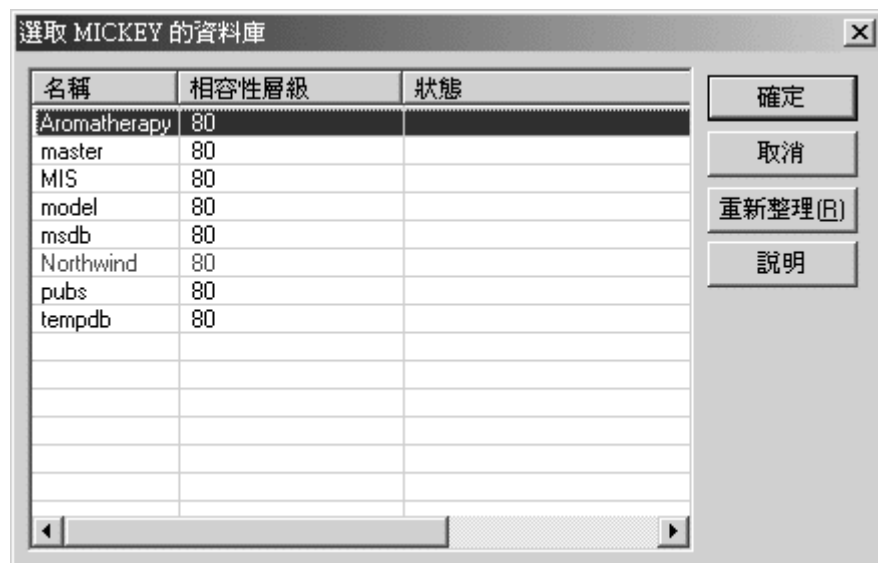 選取 MICKEY 的資料庫
名稱 相容性層級 狀態
Aromatherapy 80
master 80
MIS 80
model 80
msdb 80
Northwind 80
pubs 80
tempdb 80
確定
取消
重新整理(R)
說明